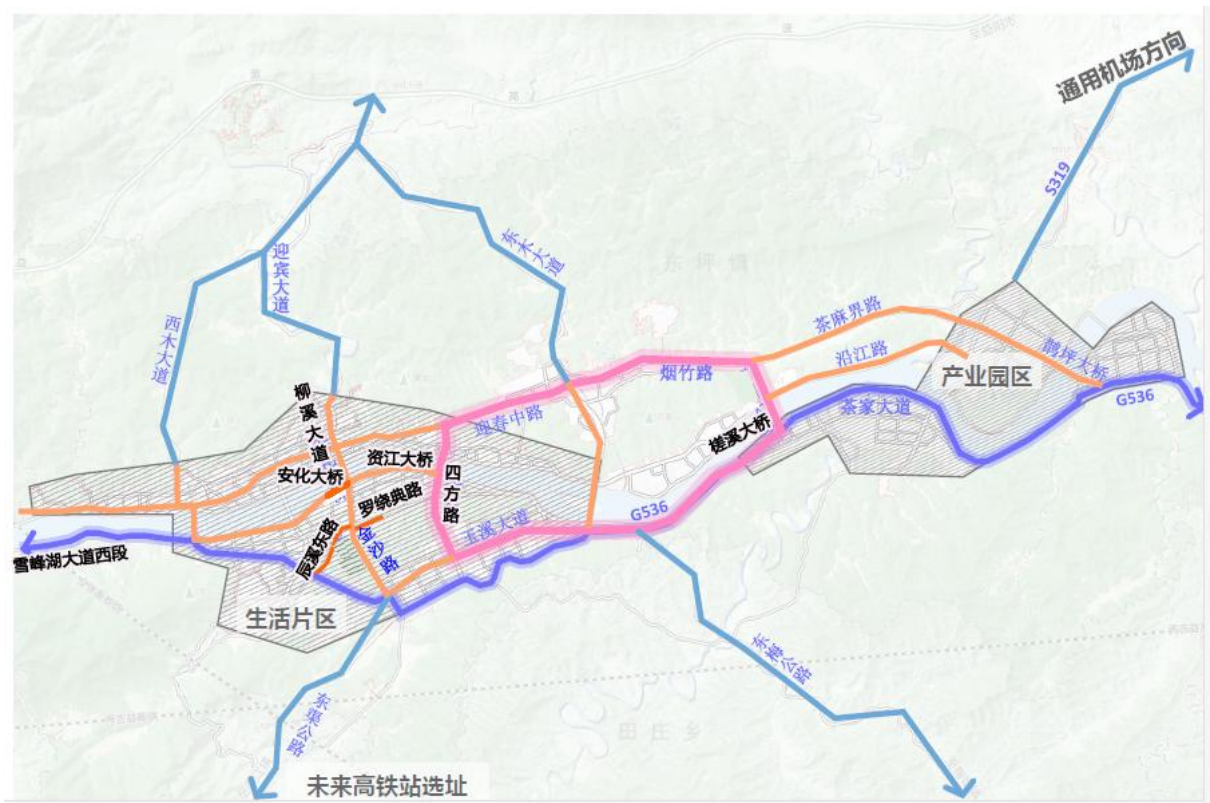 通用机场方向
S319
东木大道
迎宾大道
西木大道
东坪镇
茶麻界路
沿江路
鹊坪大桥
产业园区
烟竹路
G536
茶家大道
柳溪大道
迎春中路
槎溪大桥
资江大桥
安化大桥
四方路
罗绕典路
G536
玉溪大道
金沙路
辰溪东路
雪峰湖大道西段
生活片区
东梅公路
东渠公路
田庄乡
未来高铁站选址